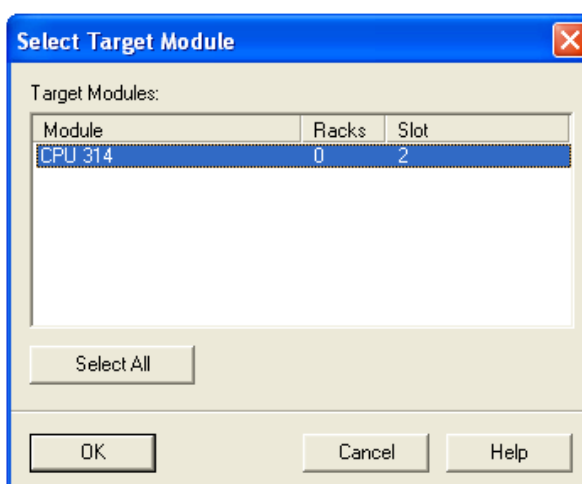 Select Target Module
Target Modules:
Module Racks Slot
CPU 314 0 2
Select All
OK Cancel Help